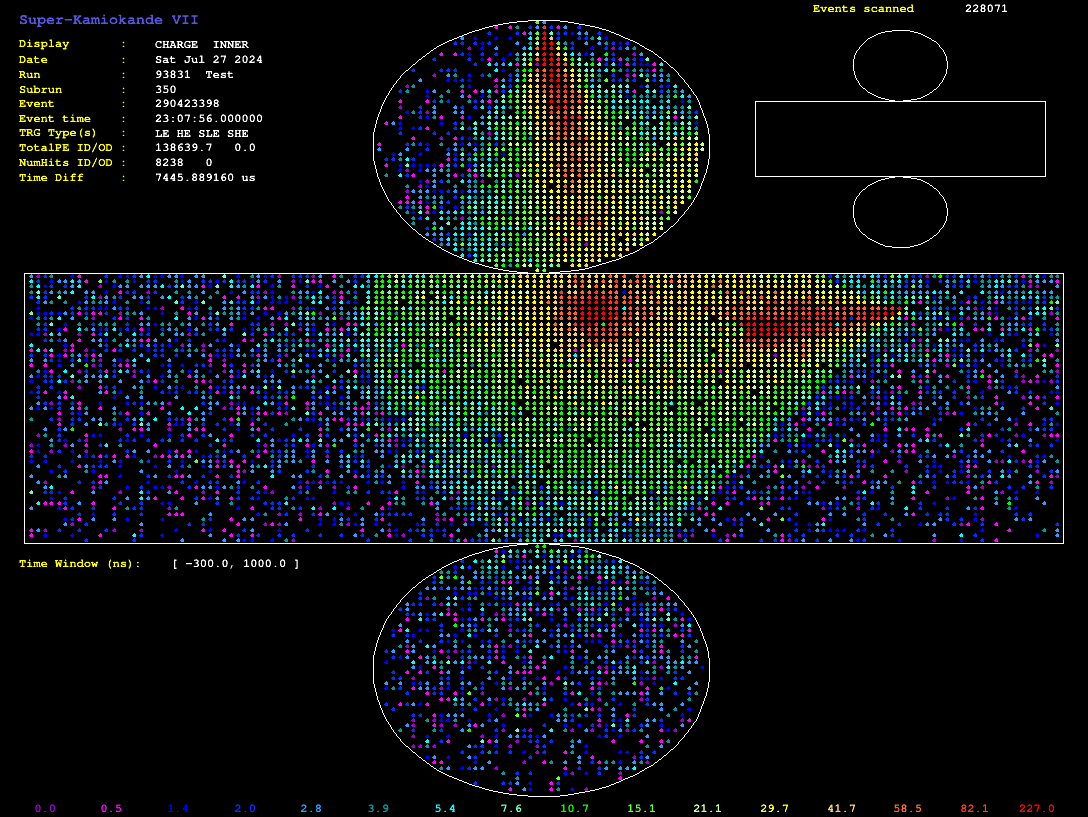 Super-Kamiokande VII
Events scanned 228071
Display : CHARGE INNER
Date : Sat Jul 27 2024
Run : 93831 Test
Subrun : 350
Event : 290423398
Event time : 23:07:56.000000
TRG Type(s) : LE HE SLE SHE
TotalPE ID/OD : 138639.7 0.0
NumHits ID/OD : 8238 0
Time Diff : 7445.889160 us
Time Window (ns): [ -300.0, 1000.0 ]
0.0 0.5 1.4 2.0 2.8 3.9 5.4 7.6 10.7 15.1 21.1 29.7 41.7 58.5 82.1 227.0